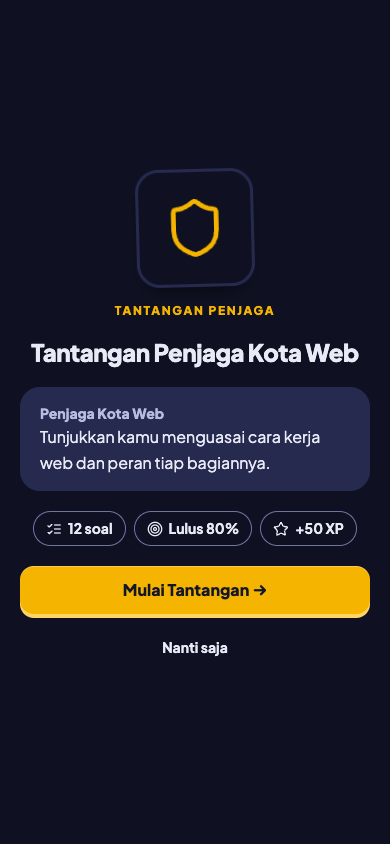 TANTANGAN PENJAGA
Tantangan Penjaga Kota Web
Penjaga Kota Web
Tunjukkan kamu menguasai cara kerja
web dan peran tiap bagiannya.
12 soal
Lulus 80%
+50 XP
Mulai Tantangan →
Nanti saja